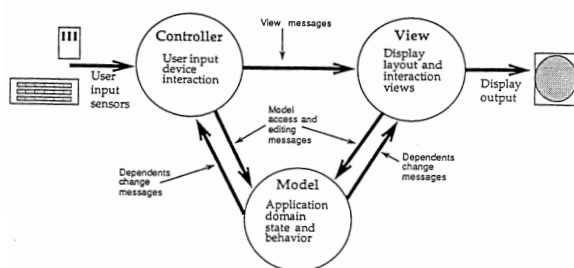 Controller
User input
device
interaction
View messages
View
Display
layout and
interaction
views
User
input
sensors
Display
output
Model
access and
editing
messages
Dependents
change
messages
Dependents
change
messages
Model
Application
domain
state and
behavior